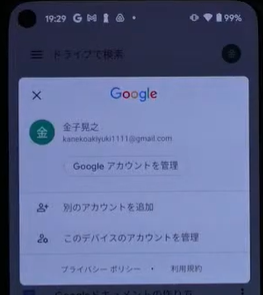 19:29
99%
ドライブで検索
Google
金
金子晃之
kaneko​akiyuki1111@gmail.com
Google アカウントを管理
別のアカウントを追加
このデバイスのアカウントを管理
プライバシー ポリシー • 利用規約